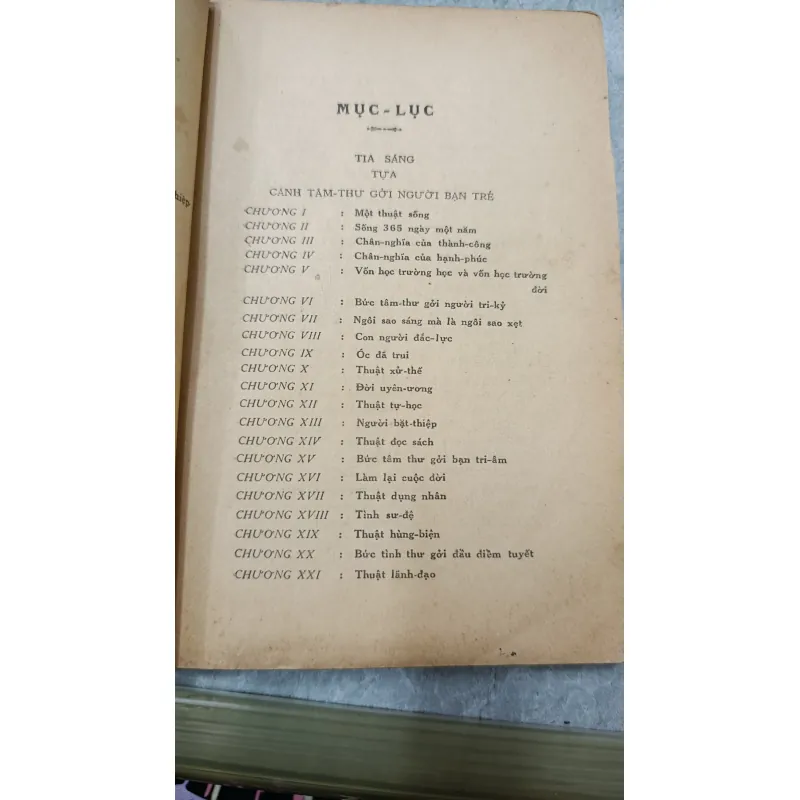 hiệp
MỤC-LỤC
TIA SÁNG
TỰA
CÁNH TÂM-THƯ GỞI NGƯỜI BẠN TRẺ
CHƯƠNG I : Một thuật sống
CHƯƠNG II : Sống 365 ngày một năm
CHƯƠNG III : Chân-nghĩa của thành-công
CHƯƠNG IV : Chân-nghĩa của hạnh-phúc
CHƯƠNG V : Vốn học trường học và vốn học trường
đời
CHƯƠNG VI : Bức tâm-thư gởi người tri-kỷ
CHƯƠNG VII : Ngôi sao sáng mà là ngôi sao xẹt
CHƯƠNG VIII : Con người đắc-lực
CHƯƠNG IX : Óc đá trui
CHƯƠNG X : Thuật xử-thế
CHƯƠNG XI : Đời uyên-ương
CHƯƠNG XII : Thuật tự-học
CHƯƠNG XIII : Người bặt-thiệp
CHƯƠNG XIV : Thuật đọc sách
CHƯƠNG XV : Bức tâm thư gởi bạn tri-âm
CHƯƠNG XVI : Làm lại cuộc đời
CHƯƠNG XVII : Thuật dụng nhân
CHƯƠNG XVIII : Tình sư-đệ
CHƯƠNG XIX : Thuật hùng-biện
CHƯƠNG XX : Bức tình thư gởi đầu điểm tuyết
CHƯƠNG XXI : Thuật lãnh-đạo